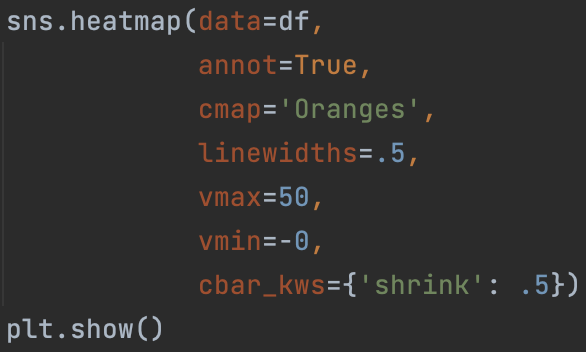 sns.heatmap(data=df,
            annot=True,
            cmap='Oranges',
            linewidths=.5,
            vmax=50,
            vmin=-0,
            cbar_kws={'shrink': .5})
plt.show()